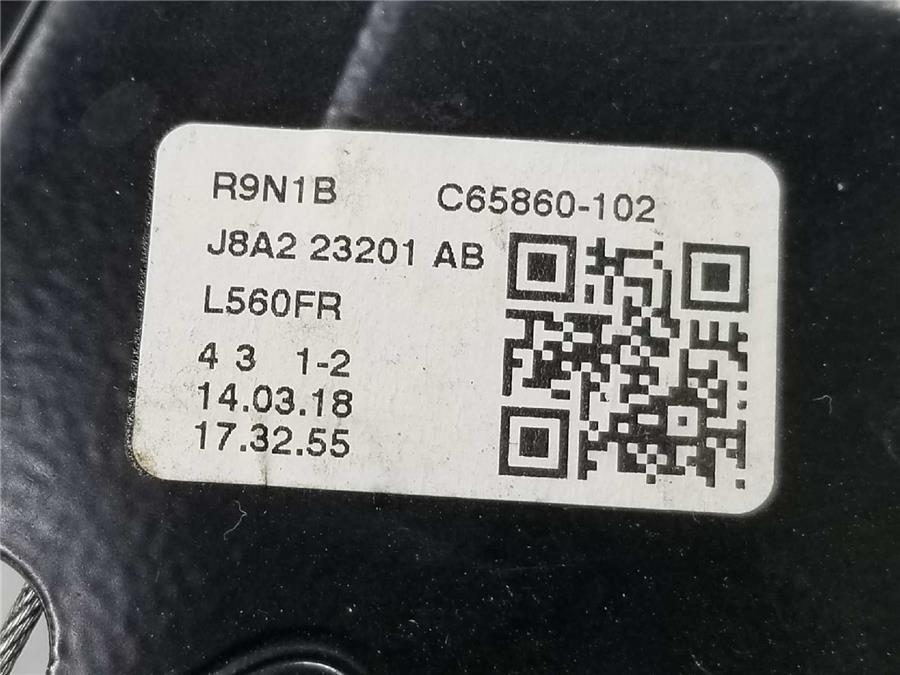 R9N1B C65860-102
J8A2 23201 AB
L560FR
4 3 1-2
14.03.18
17.32.55